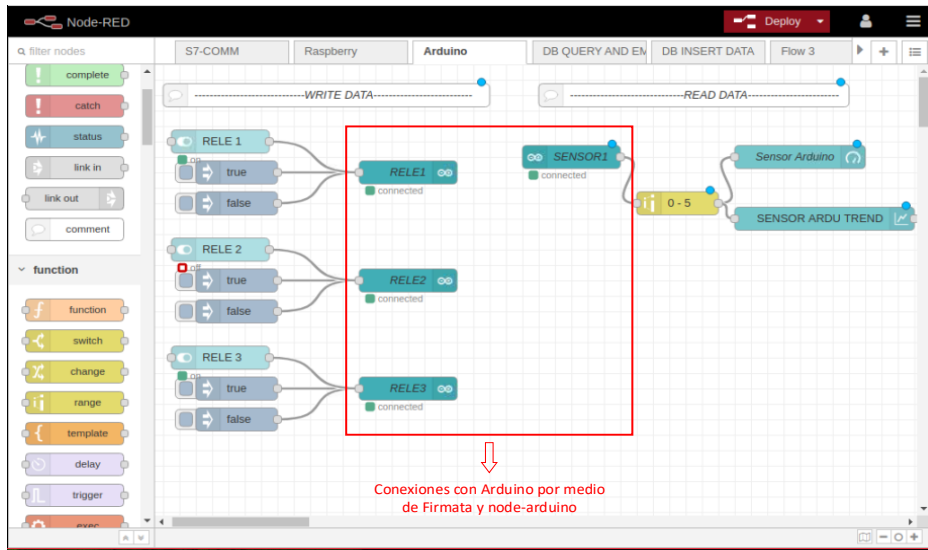 Node-RED
Deploy
filter nodes
S7-COMM
Raspberry
Arduino
DB QUERY AND EM
DB INSERT DATA
Flow 3
complete
catch
status
link in
link out
comment
function
function
switch
change
range
template
delay
trigger
exec
-----------------------------WRITE DATA--------------------------
------------------------------READ DATA------------------------
RELE 1
on
true
false
RELE1
connected
RELE 2
off
true
false
RELE2
connected
RELE 3
on
true
false
RELE3
connected
SENSOR1
connected
0 - 5
Sensor Arduino
SENSOR ARDU TREND
Conexiones con Arduino por medio
de Firmata y node-arduino